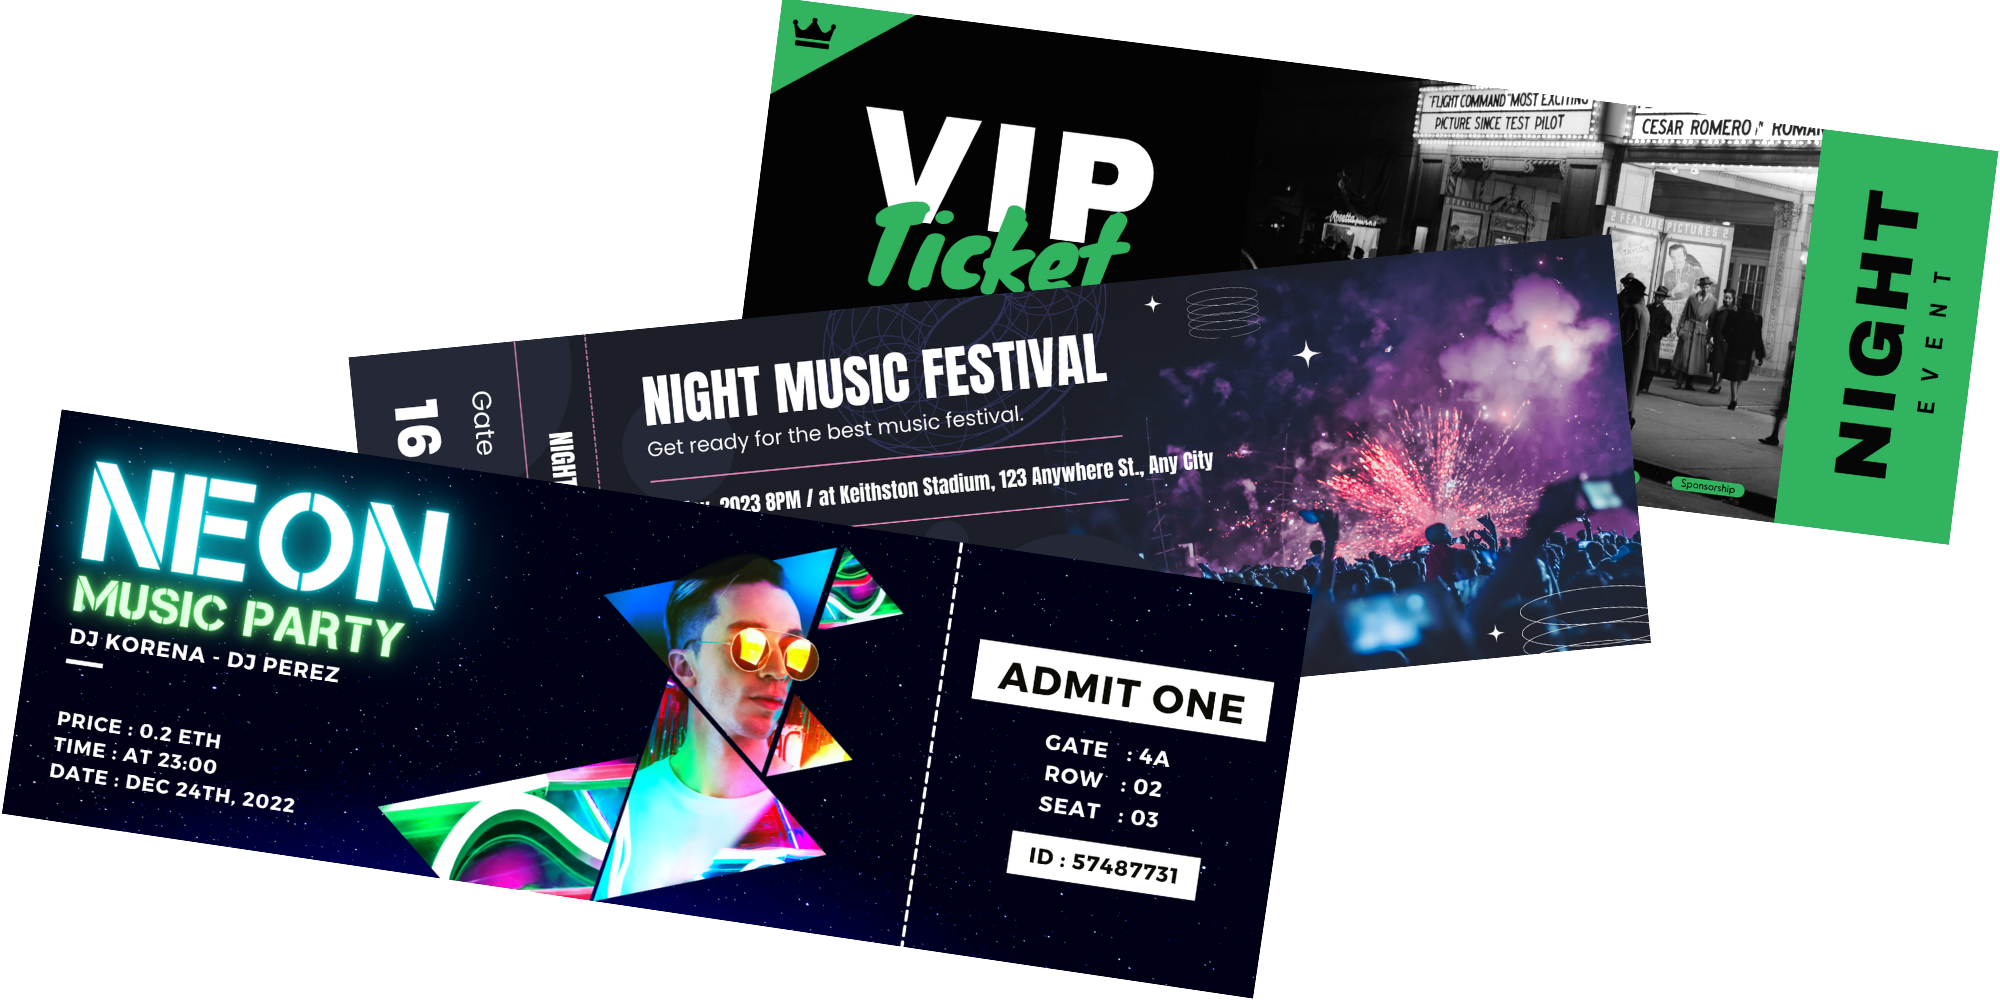 VIP
Ticket
"FLIGHT COMMAND "MOST EXCITING
PICTURE SINCE TEST PILOT
CESAR ROMERO
2 FEATURE PICTURES 2
Sponsorship
NIGHT
EVENT
16
Gate
NIGHT
NIGHT MUSIC FESTIVAL
Get ready for the best music festival.
2023 8PM / at Keithston Stadium, 123 Anywhere St., Any City
NEON
MUSIC PARTY
DJ KORENA - DJ PEREZ
PRICE : 0.2 ETH
TIME : AT 23:00
DATE : DEC 24TH, 2022
ADMIT ONE
GATE : 4A
ROW : 02
SEAT : 03
ID : 57487731